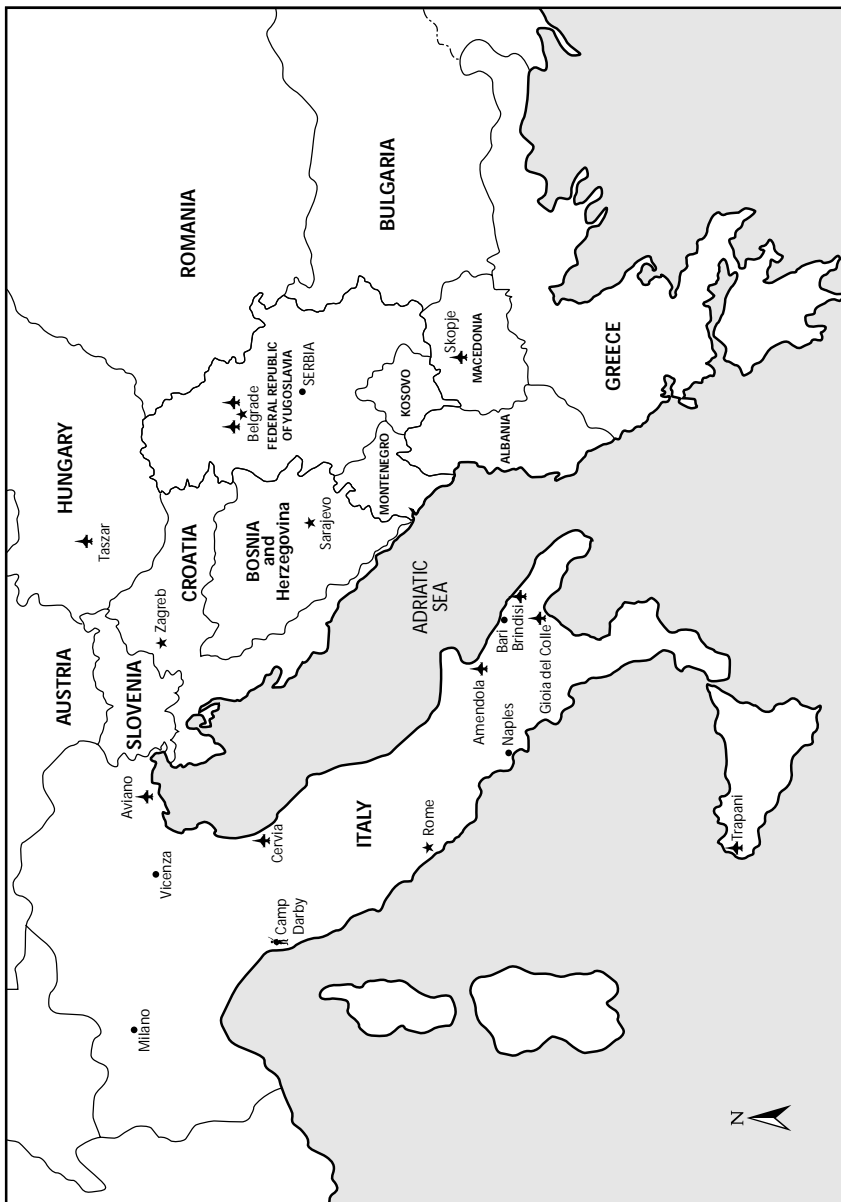 AUSTRIA
HUNGARY
Taszar
ROMANIA
SLOVENIA
Zagreb
CROATIA
BOSNIA
and
Herzegovina
Sarajevo
Belgrade
FEDERAL REPUBLIC
OF YUGOSLAVIA
SERBIA
BULGARIA
MONTENEGRO
KOSOVO
Skopje
MACEDONIA
ALBANIA
GREECE
Milano
Vicenza
Aviano
Cervia
Camp
Darby
ITALY
Rome
ADRIATIC
SEA
Amendola
Naples
Bari
Brindisi
Gioia del Colle
Trapani
N